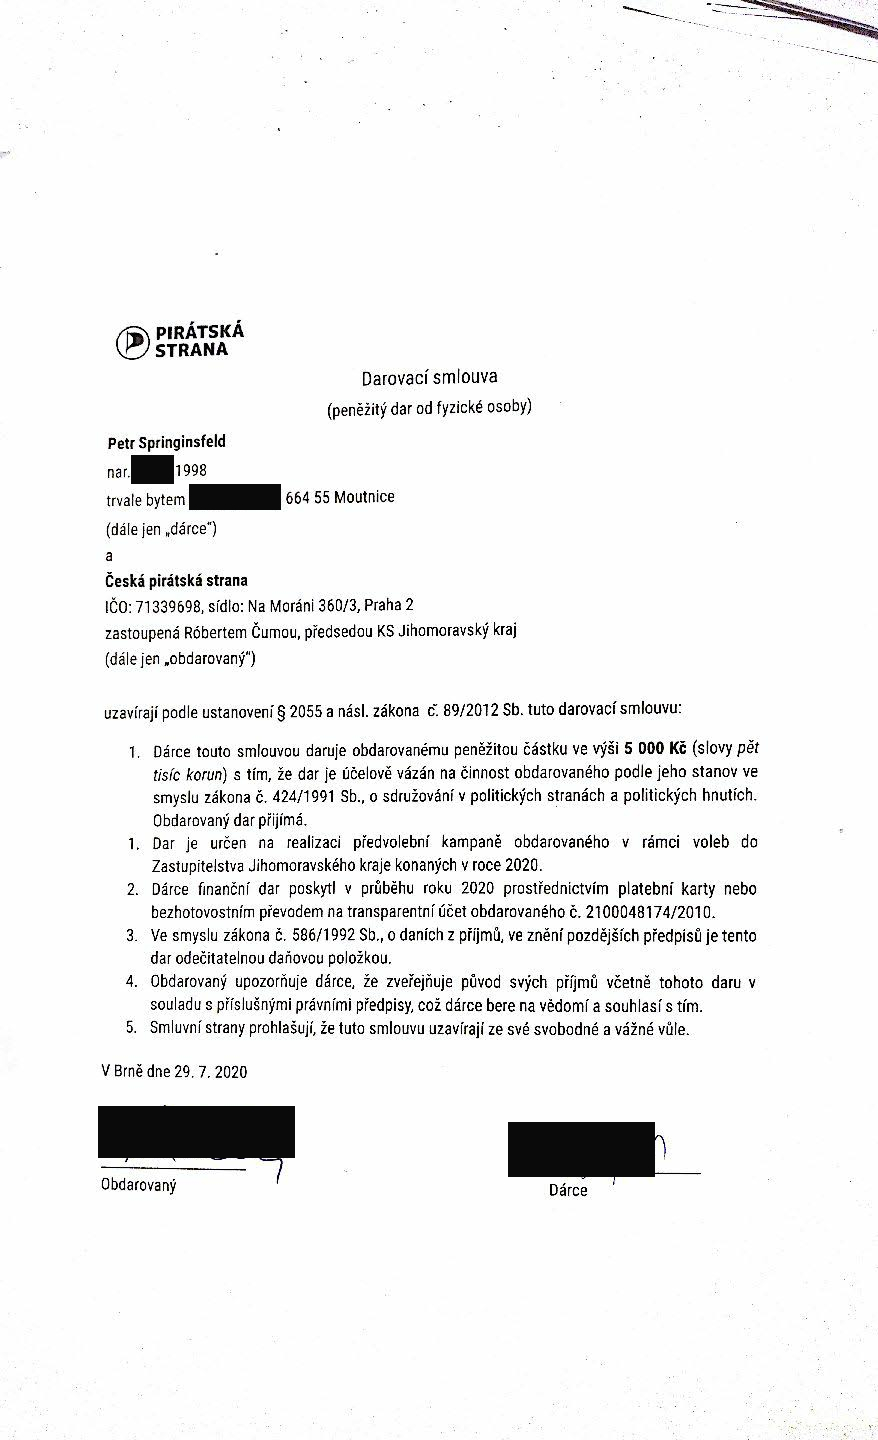 PIRÁTSKÁ
STRANA
Darovací smlouva
(peněžitý dar od fyzické osoby)
Petr Springinsfeld
nar. 1998
trvale bytem 664 55 Moutnice
(dále jen „dárce“)
a
Česká pirátská strana
IČO: 71339698, sídlo: Na Moráni 360/3, Praha 2
zastoupená Róbertem Čumou, předsedou KS Jihomoravský kraj
(dále jen „obdarovaný“)
uzavírají podle ustanovení § 2055 a násl. zákona č. 89/2012 Sb. tuto darovací smlouvu:
1. Dárce touto smlouvou daruje obdarovanému peněžitou částku ve výši 5 000 Kč (slovy pět
tisíc korun) s tím, že dar je účelově vázán na činnost obdarovaného podle jeho stanov ve
smyslu zákona č. 424/1991 Sb., o sdružování v politických stranách a politických hnutích.
Obdarovaný dar přijímá.
1. Dar je určen na realizaci předvolební kampaně obdarovaného v rámci voleb do
Zastupitelstva Jihomoravského kraje konaných v roce 2020.
2. Dárce finanční dar poskytl v průběhu roku 2020 prostřednictvím platební karty nebo
bezhotovostním převodem na transparentní účet obdarovaného č. 2100048174/2010.
3. Ve smyslu zákona č. 586/1992 Sb., o daních z příjmů, ve znění pozdějších předpisů je tento
dar odečitatelnou daňovou položkou.
4. Obdarovaný upozorňuje dárce, že zveřejňuje původ svých příjmů včetně tohoto daru v
souladu s příslušnými právními předpisy, což dárce bere na vědomí a souhlasí s tím.
5. Smluvní strany prohlašují, že tuto smlouvu uzavírají ze své svobodné a vážné vůle.
V Brně dne 29. 7. 2020
Obdarovaný
Dárce